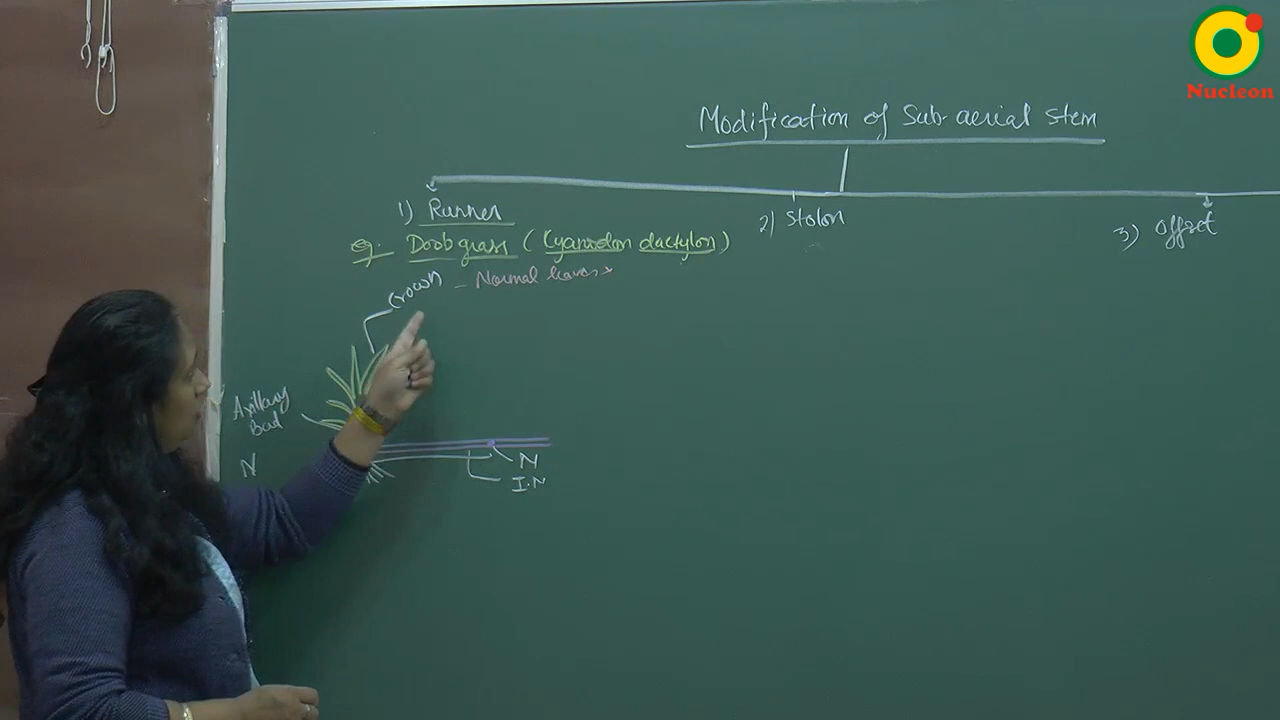 Nucleon
Modification of Sub-aerial Stem
1) Runner
2) Stolon
3) Offset
eg. Doob grass (Cyanodon dactylon)
Crown - Normal leaves
Axillary
Bud
N
N
I.N